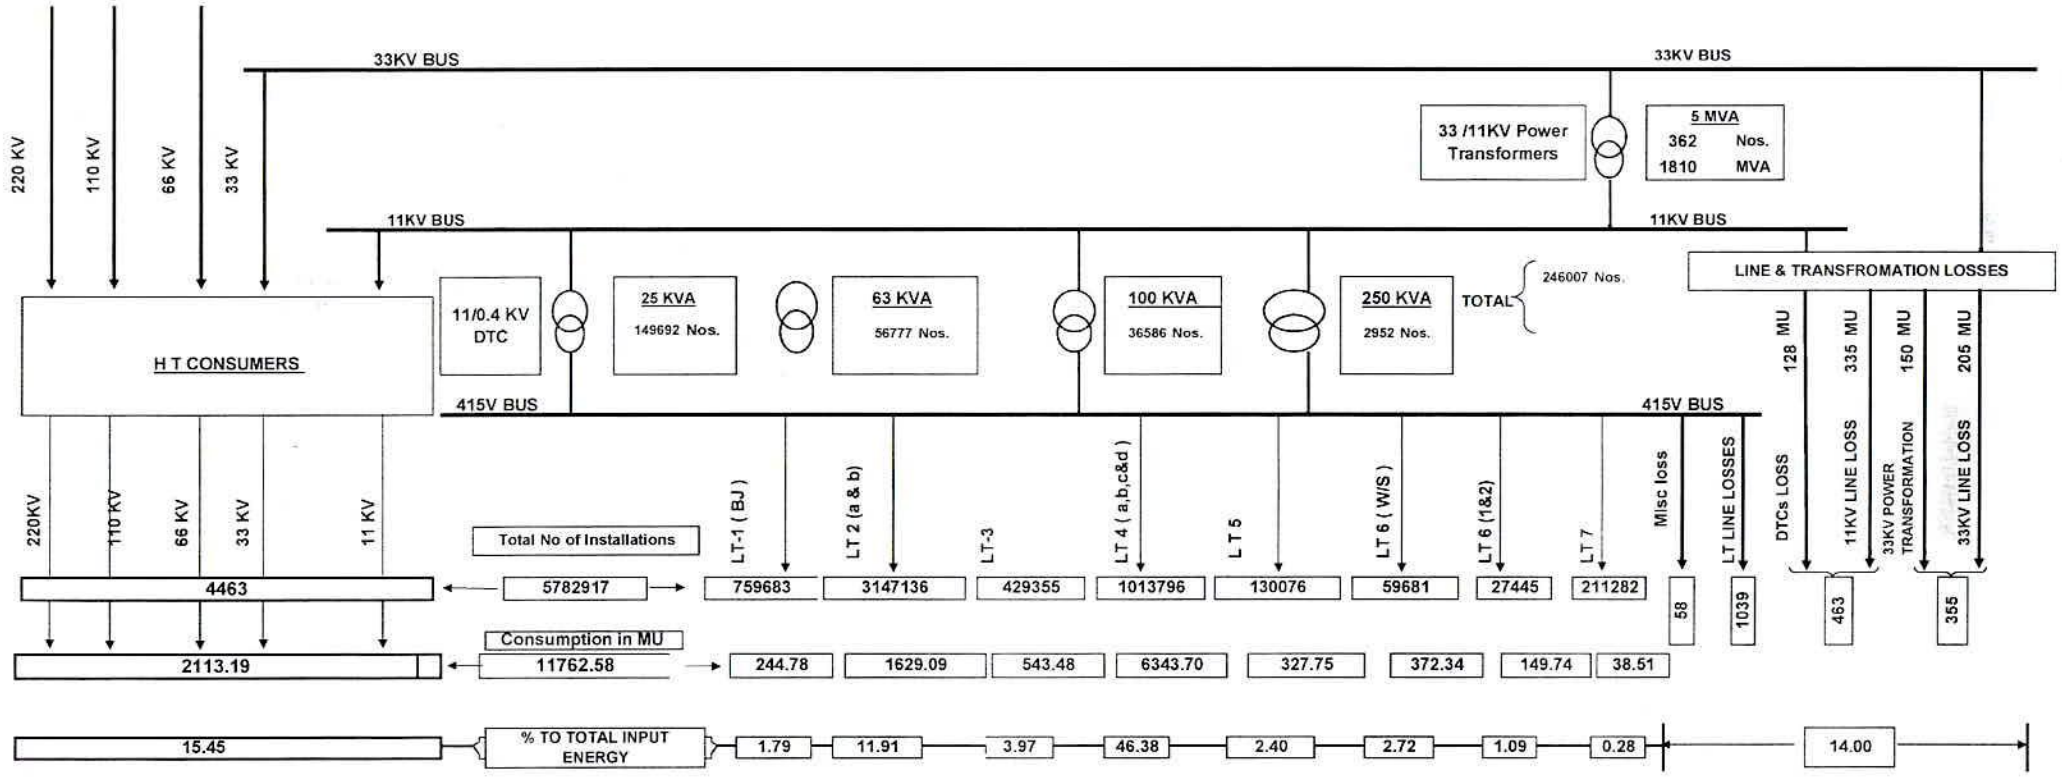 33KV BUS
33KV BUS
220 KV
110 KV
66 KV
33 KV
33 /11KV Power
Transformers
5 MVA
362 Nos.
1810 MVA
11KV BUS
11KV BUS
LINE & TRANSFROMATION LOSSES
H T CONSUMERS
11/0.4 KV
DTC
25 KVA
149692 Nos.
63 KVA
56777 Nos.
100 KVA
36586 Nos.
250 KVA
2952 Nos.
TOTAL
246007 Nos.
128 MU
335 MU
150 MU
205 MU
415V BUS
415V BUS
220KV
110 KV
66 KV
33 KV
11 KV
LT-1 ( BJ )
LT 2 (a & b)
LT-3
LT 4 ( a,b,c&d )
LT 5
LT 6 ( W/S )
LT 6 (1&2)
LT 7
Misc loss
LT LINE LOSSES
DTCs LOSS
11KV LINE LOSS
33KV POWER
TRANSFORMATION
33KV LINE LOSS
Total No of Installations
4463 5782917 759683 3147136 429355 1013796 130076 59681 27445 211282
58
1039
463
355
Consumption in MU
2113.19 11762.58 244.78 1629.09 543.48 6343.70 327.75 372.34 149.74 38.51
% TO TOTAL INPUT
ENERGY
15.45 1.79 11.91 3.97 46.38 2.40 2.72 1.09 0.28 14.00